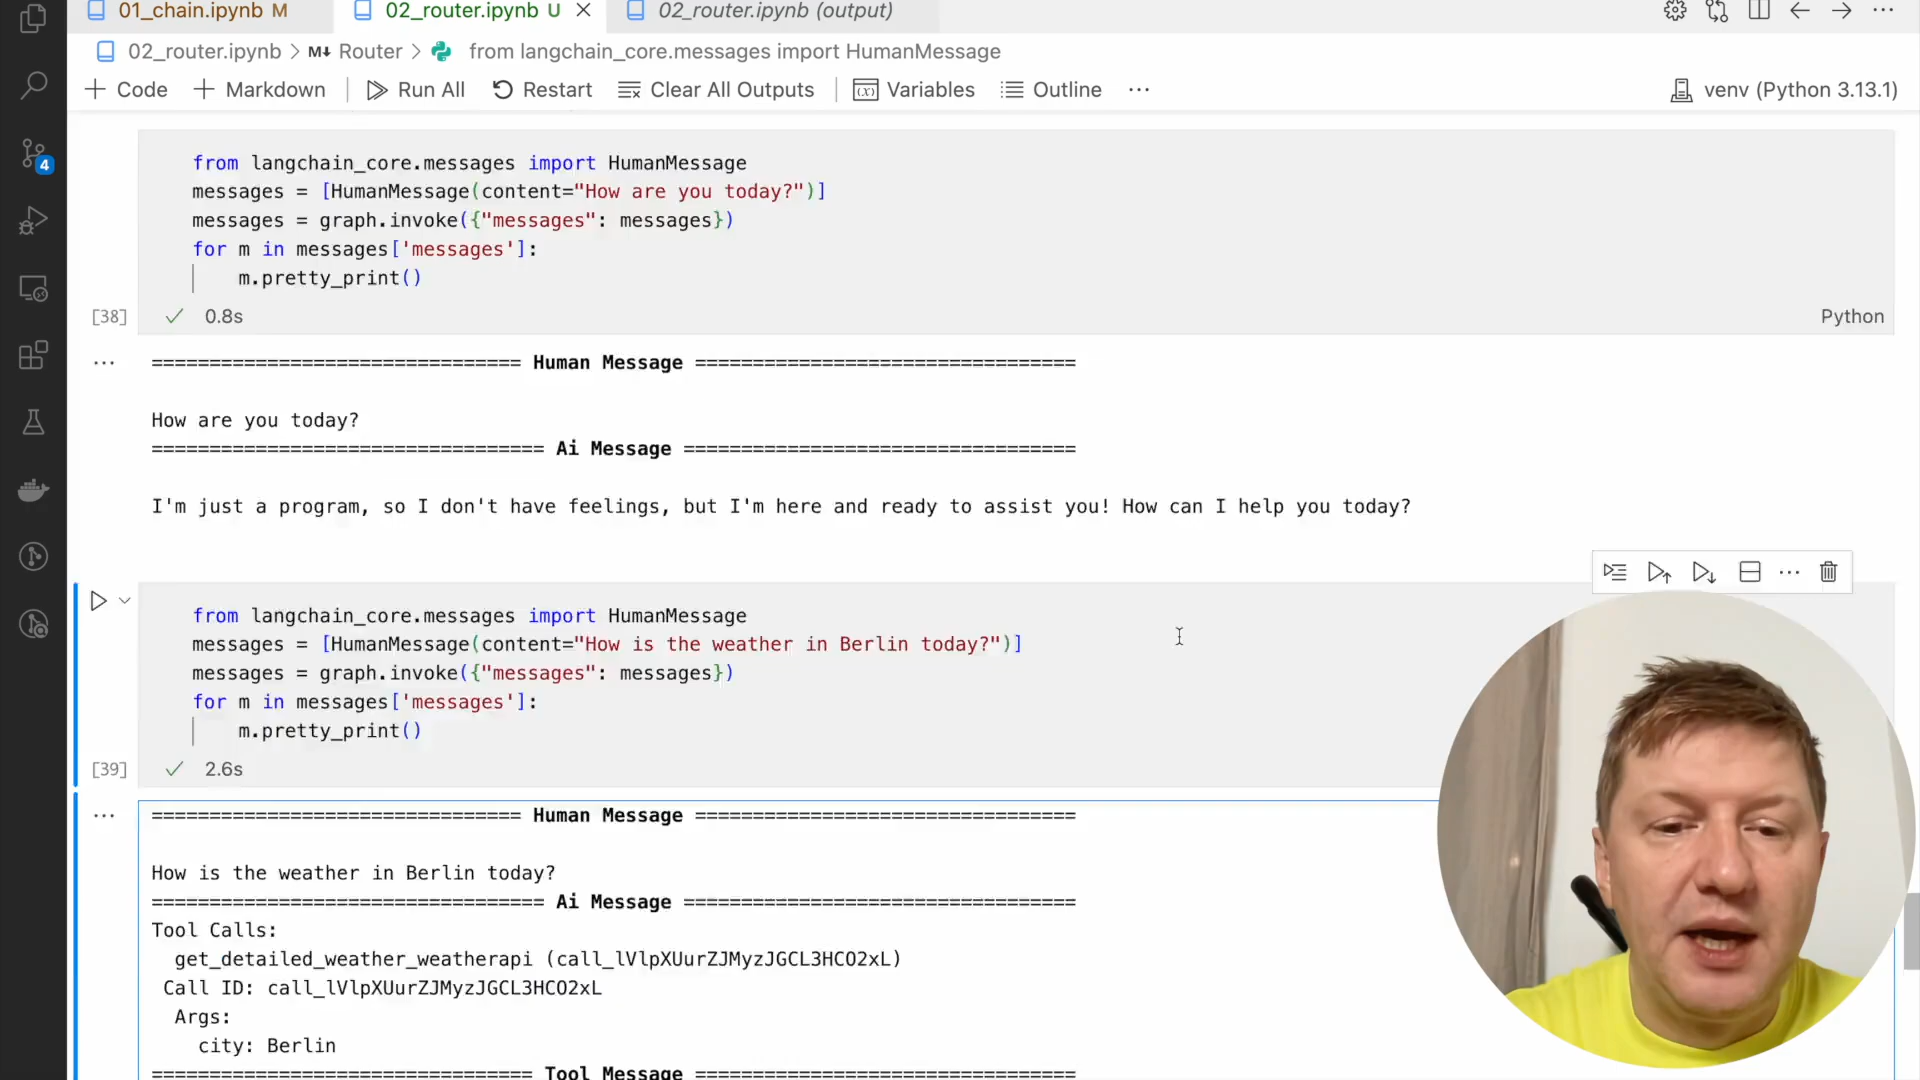 01_chain.ipynb M
02_router.ipynb U
02_router.ipynb (output)
02_router.ipynb > M↓ Router > from langchain_core.messages import HumanMessage
+ Code + Markdown Run All Restart Clear All Outputs Variables Outline ··· venv (Python 3.13.1)
4
from langchain_core.messages import HumanMessage
messages = [HumanMessage(content="How are you today?")]
messages = graph.invoke({"messages": messages})
for m in messages['messages']:
m.pretty_print()
[38] ✓ 0.8s Python
================================ Human Message =================================
How are you today?
================================== Ai Message ==================================
I'm just a program, so I don't have feelings, but I'm here and ready to assist you! How can I help you today?
from langchain_core.messages import HumanMessage
messages = [HumanMessage(content="How is the weather in Berlin today?")]
messages = graph.invoke({"messages": messages})
for m in messages['messages']:
m.pretty_print()
[39] ✓ 2.6s
================================ Human Message =================================
How is the weather in Berlin today?
================================== Ai Message ==================================
Tool Calls:
get_detailed_weather_weatherapi (call_lVlpXUurZJMyzJGCL3HCO2xL)
Call ID: call_lVlpXUurZJMyzJGCL3HCO2xL
Args:
city: Berlin
================================= Tool Message =================================